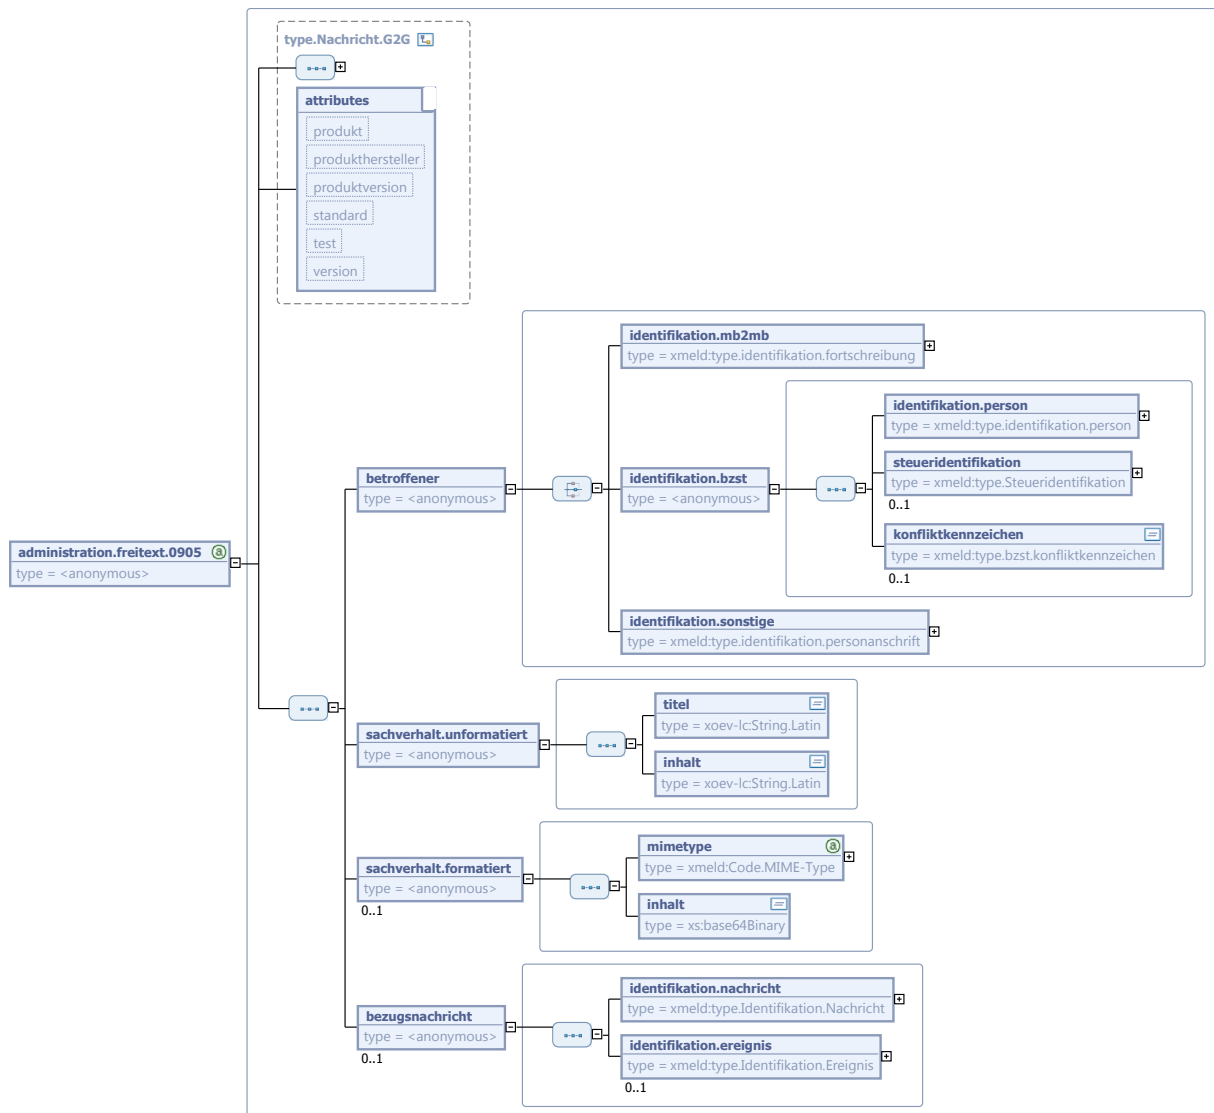 type.Nachricht.G2G
attributes
produkt
produkthersteller
produktversion
standard
test
version
identifikation.mb2mb
type = xmeld:type.identifikation.fortschreibung
identifikation.person
type = xmeld:type.identifikation.person
betroffener
type = <anonymous>
identifikation.bzst
type = <anonymous>
steueridentifikation
type = xmeld:type.Steueridentifikation
0..1
konfliktkennzeichen
type = xmeld:type.bzst.konfliktkennzeichen
0..1
administration.freitext.0905
type = <anonymous>
identifikation.sonstige
type = xmeld:type.identifikation.personanschrift
sachverhalt.unformatiert
type = <anonymous>
titel
type = xoev-lc:String.Latin
inhalt
type = xoev-lc:String.Latin
sachverhalt.formatiert
type = <anonymous>
0..1
mimetype
type = xmeld:Code.MIME-Type
inhalt
type = xs:base64Binary
bezugsnachricht
type = <anonymous>
0..1
identifikation.nachricht
type = xmeld:type.Identifikation.Nachricht
identifikation.ereignis
type = xmeld:type.Identifikation.Ereignis
0..1